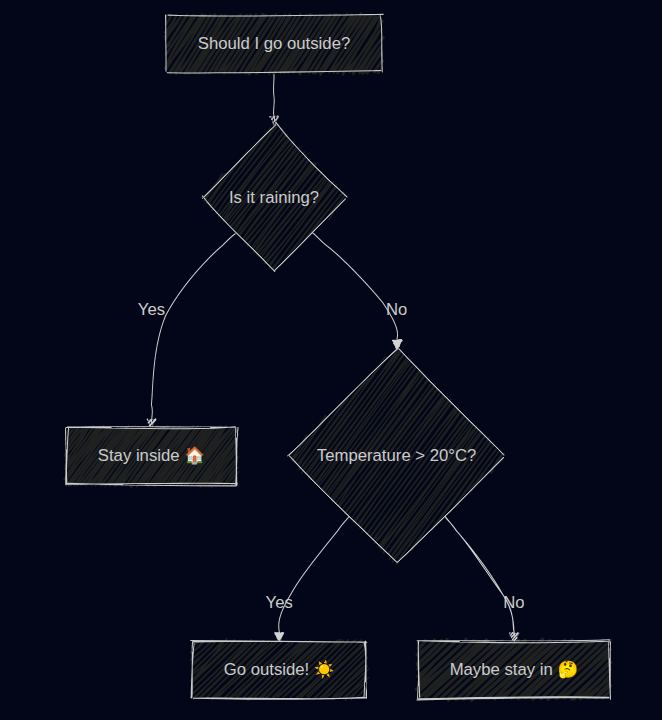 Should I go outside?
Is it raining?
Yes
No
Stay inside 🏠
Temperature > 20°C?
Yes
No
Go outside! ☀️
Maybe stay in 🤔